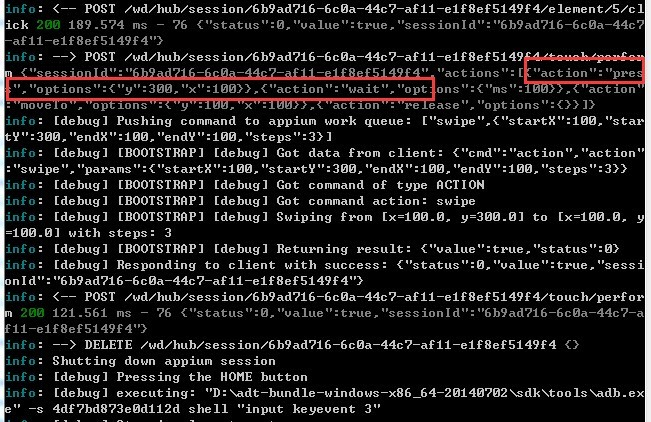 info: <-- POST /wd/hub/session/6b9ad716-6c0a-44c7-af11-e1f8ef5149f4/element/5/cl
ick 200 189.574 ms - 76 {"status":0,"value":true,"sessionId":"6b9ad716-6c0a-44c7
-af11-e1f8ef5149f4"}
info: --> POST /wd/hub/session/6b9ad716-6c0a-44c7-af11-e1f8ef5149f4/touch/perfor
m {"sessionId":"6b9ad716-6c0a-44c7-af11-e1f8ef5149f4","actions":[{"action":"pres
s","options":{"y":300,"x":100}},{"action":"wait","options":{"ms":100}},{"action"
:"moveTo","options":{"y":100,"x":100}},{"action":"release","options":{}}]}
info: [debug] Pushing command to appium work queue: ["swipe",{"startX":100,"star
tY":300,"endX":100,"endY":100,"steps":3}]
info: [debug] [BOOTSTRAP] [debug] Got data from client: {"cmd":"action","action"
:"swipe","params":{"startX":100,"startY":300,"endX":100,"endY":100,"steps":3}}
info: [debug] [BOOTSTRAP] [debug] Got command of type ACTION
info: [debug] [BOOTSTRAP] [debug] Got command action: swipe
info: [debug] [BOOTSTRAP] [debug] Swiping from [x=100.0, y=300.0] to [x=100.0, y
=100.0] with steps: 3
info: [debug] [BOOTSTRAP] [debug] Returning result: {"value":true,"status":0}
info: [debug] Responding to client with success: {"status":0,"value":true,"sessi
onId":"6b9ad716-6c0a-44c7-af11-e1f8ef5149f4"}
info: <-- POST /wd/hub/session/6b9ad716-6c0a-44c7-af11-e1f8ef5149f4/touch/perfor
m 200 121.561 ms - 76 {"status":0,"value":true,"sessionId":"6b9ad716-6c0a-44c7-a
f11-e1f8ef5149f4"}
info: --> DELETE /wd/hub/session/6b9ad716-6c0a-44c7-af11-e1f8ef5149f4 {}
info: Shutting down appium session
info: [debug] Pressing the HOME button
info: [debug] executing: "D:\adt-bundle-windows-x86_64-20140702\sdk\tools\adb.ex
e" -s 4df7bd873e0d112d shell "input keyevent 3"